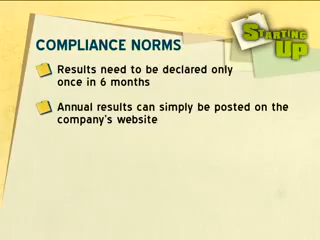 STARTING
UP
COMPLIANCE NORMS
Results need to be declared only
once in 6 months
Annual results can simply be posted on the
company's website